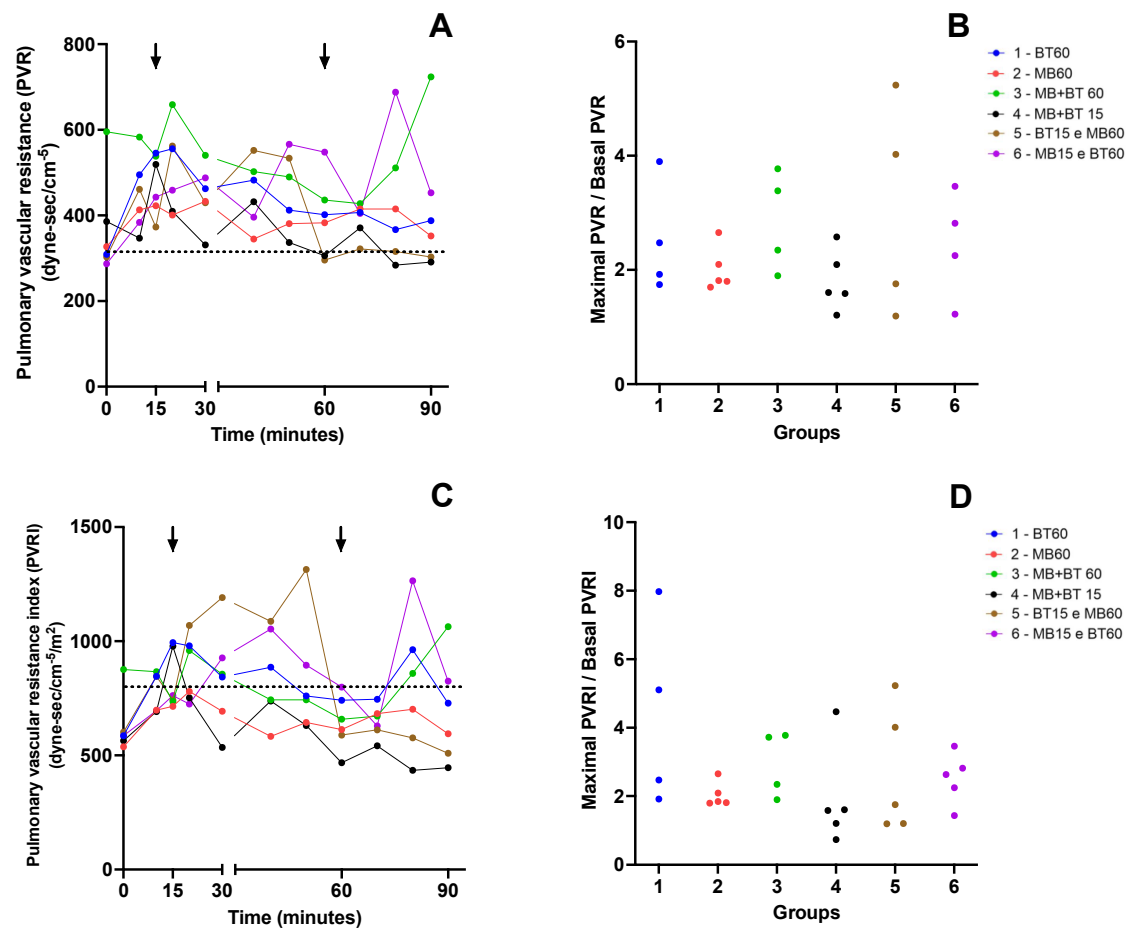 A
Pulmonary vascular resistance (PVR)
(dyne-sec/cm-5)
800
600
400
200
0
0 15 30 60 90
Time (minutes)
B
Maximal PVR / Basal PVR
6
4
2
0
1 2 3 4 5 6
Groups
1 - BT60
2 - MB60
3 - MB+BT 60
4 - MB+BT 15
5 - BT15 e MB60
6 - MB15 e BT60
C
Pulmonary vascular resistance index (PVRI)
(dyne-sec/cm-5/m2)
1500
1000
500
0
0 15 30 60 90
Time (minutes)
D
Maximal PVRI / Basal PVRI
10
8
6
4
2
0
1 2 3 4 5 6
Groups
1 - BT60
2 - MB60
3 - MB+BT 60
4 - MB+BT 15
5 - BT15 e MB60
6 - MB15 e BT60